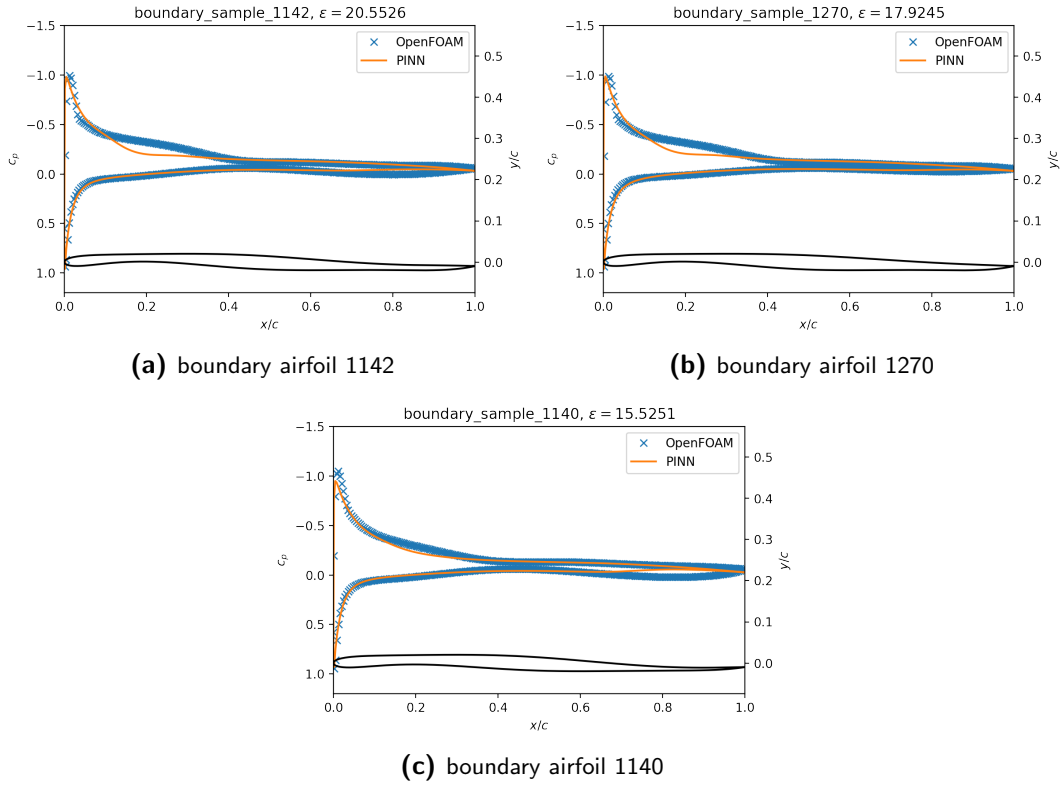 boundary_sample_1142, ε = 20.5526
−1.5
−1.0
−0.5
0.0
0.5
1.0
c_p
OpenFOAM
PINN
0.5
0.4
0.3
0.2
0.1
0.0
y/c
0.0 0.2 0.4 0.6 0.8 1.0
x/c
(a) boundary airfoil 1142
boundary_sample_1270, ε = 17.9245
−1.5
−1.0
−0.5
0.0
0.5
1.0
c_p
OpenFOAM
PINN
0.5
0.4
0.3
0.2
0.1
0.0
y/c
0.0 0.2 0.4 0.6 0.8 1.0
x/c
(b) boundary airfoil 1270
boundary_sample_1140, ε = 15.5251
−1.5
−1.0
−0.5
0.0
0.5
1.0
c_p
OpenFOAM
PINN
0.5
0.4
0.3
0.2
0.1
0.0
y/c
0.0 0.2 0.4 0.6 0.8 1.0
x/c
(c) boundary airfoil 1140